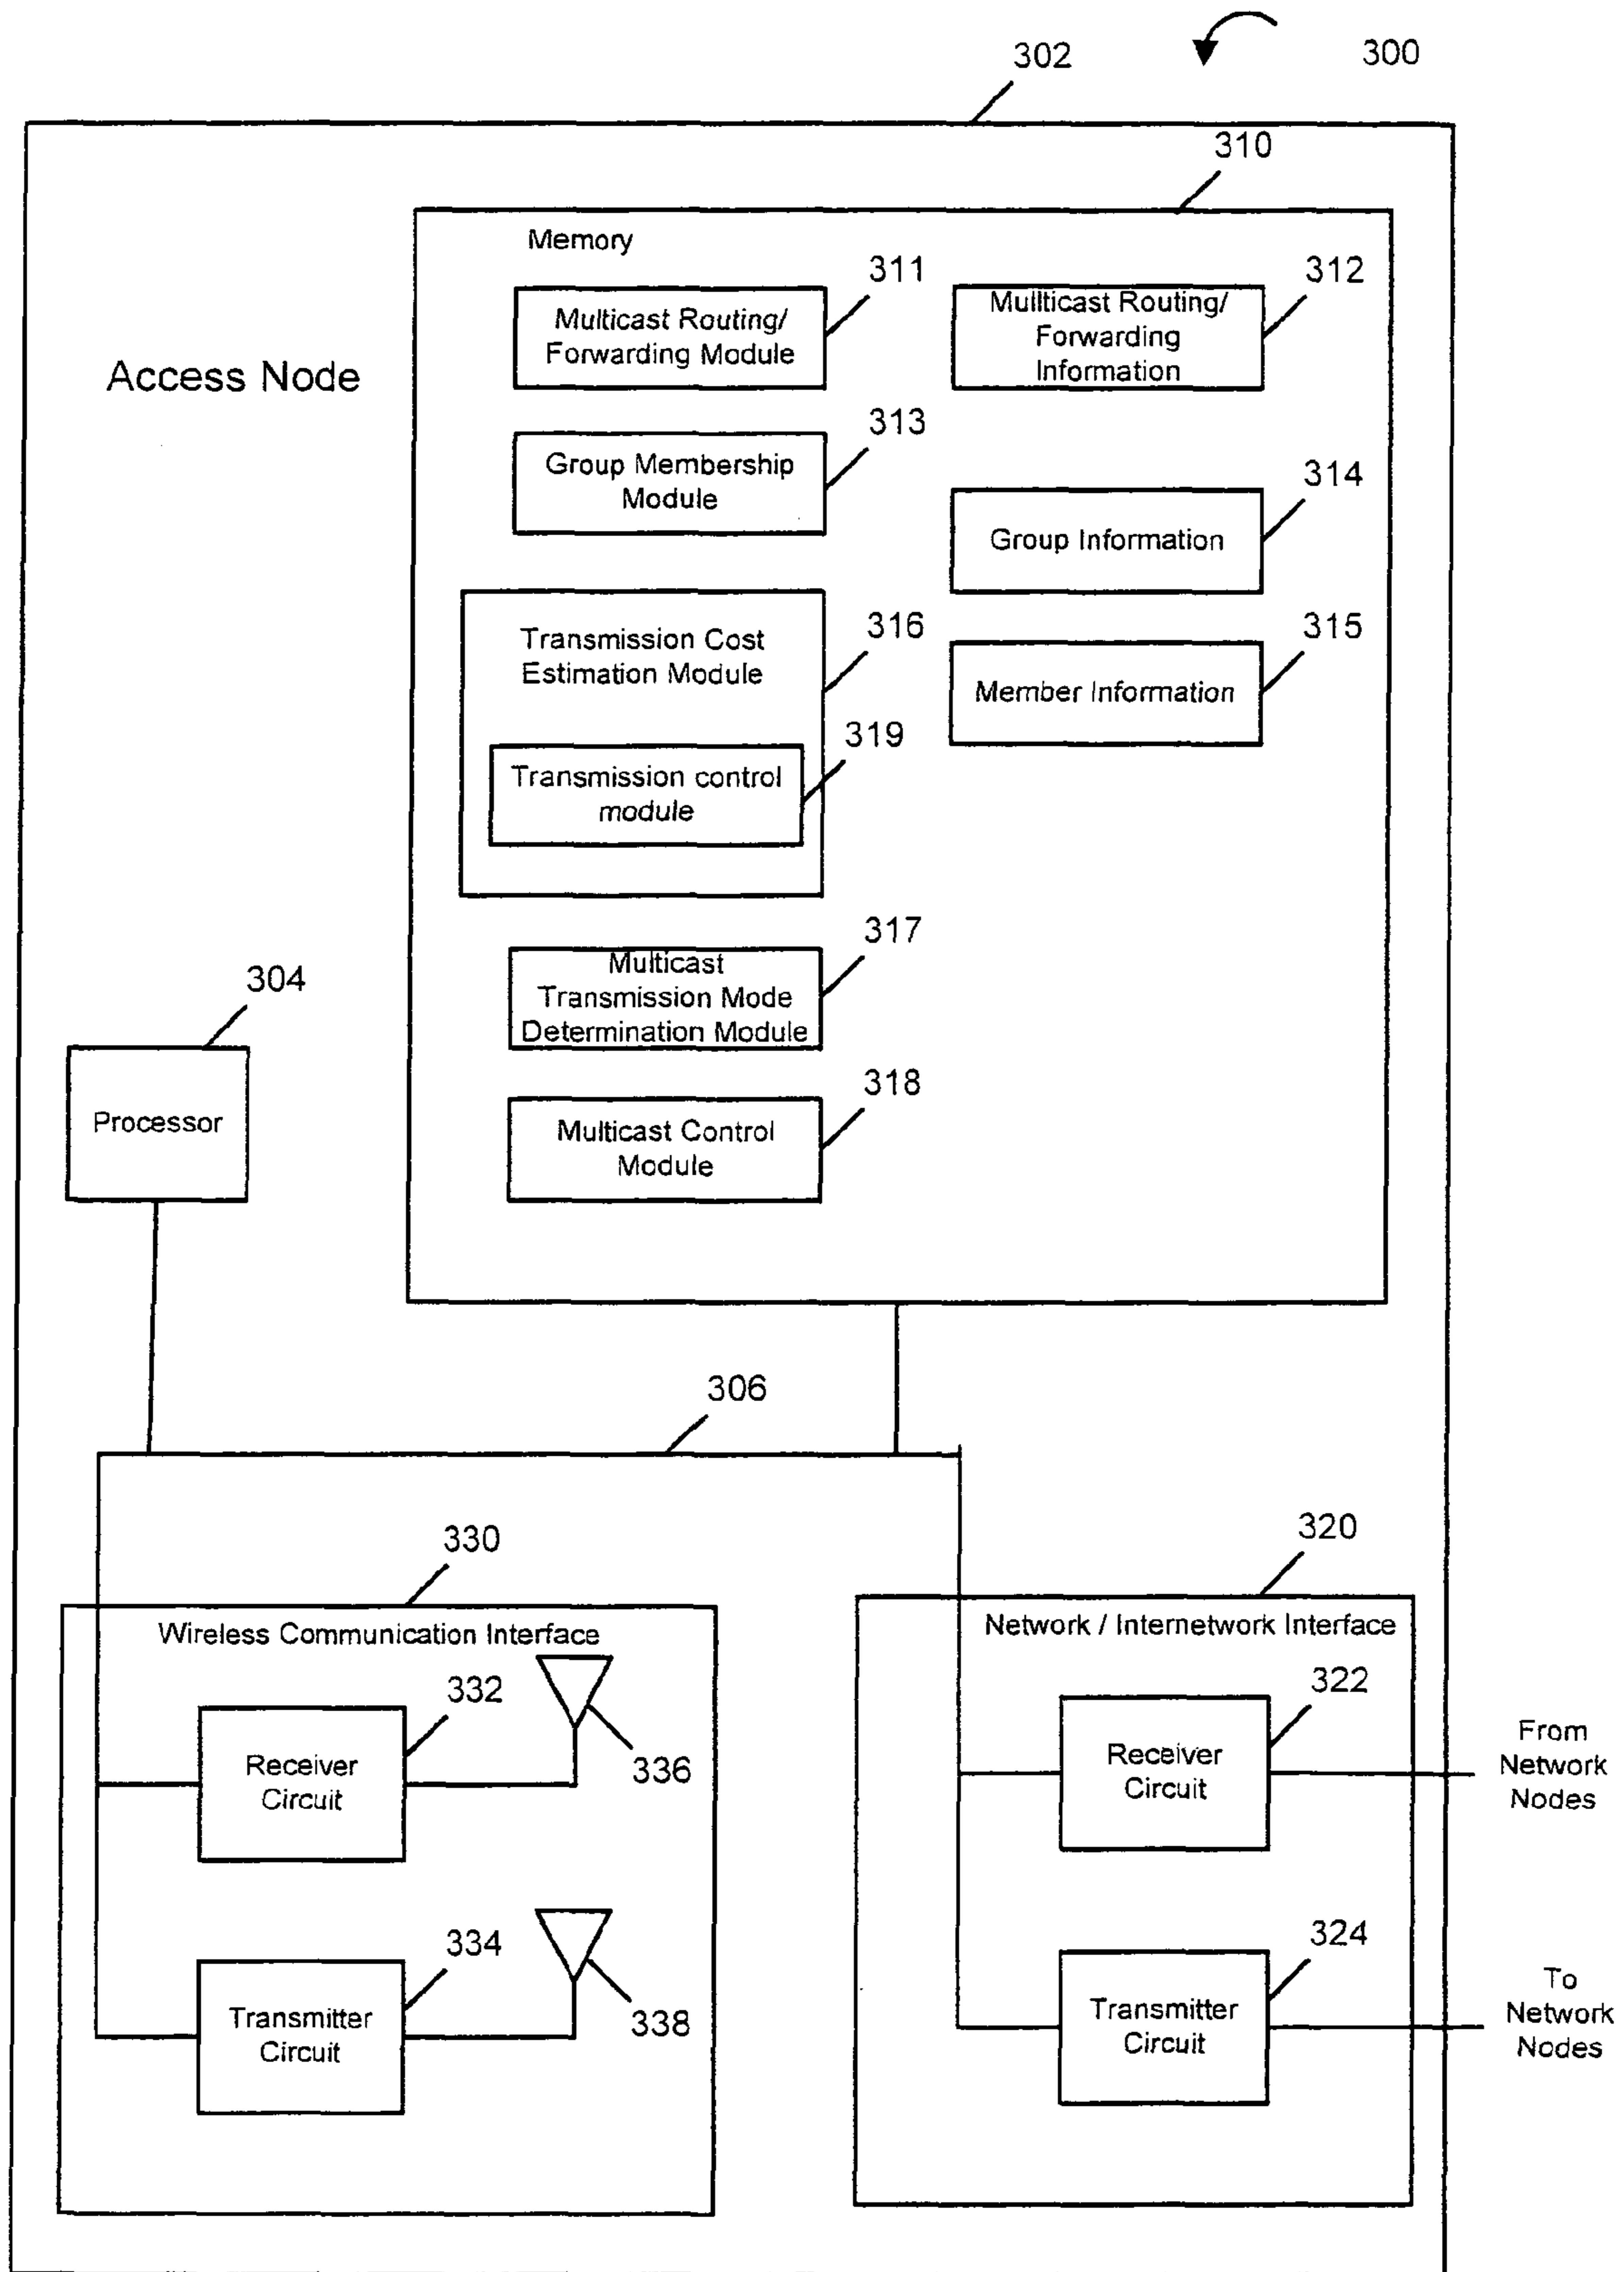 300
302
310
Memory
311
312
Multicast Routing/
Forwarding Module
Mullticast Routing/
Forwarding
Information
Access Node
313
Group Membership
Module
314
Group Information
316
315
Transmission Cost
Estimation Module
Member Information
319
Transmission control
module
317
Multicast
Transmission Mode
Determination Module
304
318
Processor
Multicast Control
Module
306
330
320
Wireless Communication Interface
Network / Internetwork Interface
332
322
Receiver
Circuit
336
Receiver
Circuit
From
Network
Nodes
334
324
Transmitter
Circuit
338
Transmitter
Circuit
To
Network
Nodes